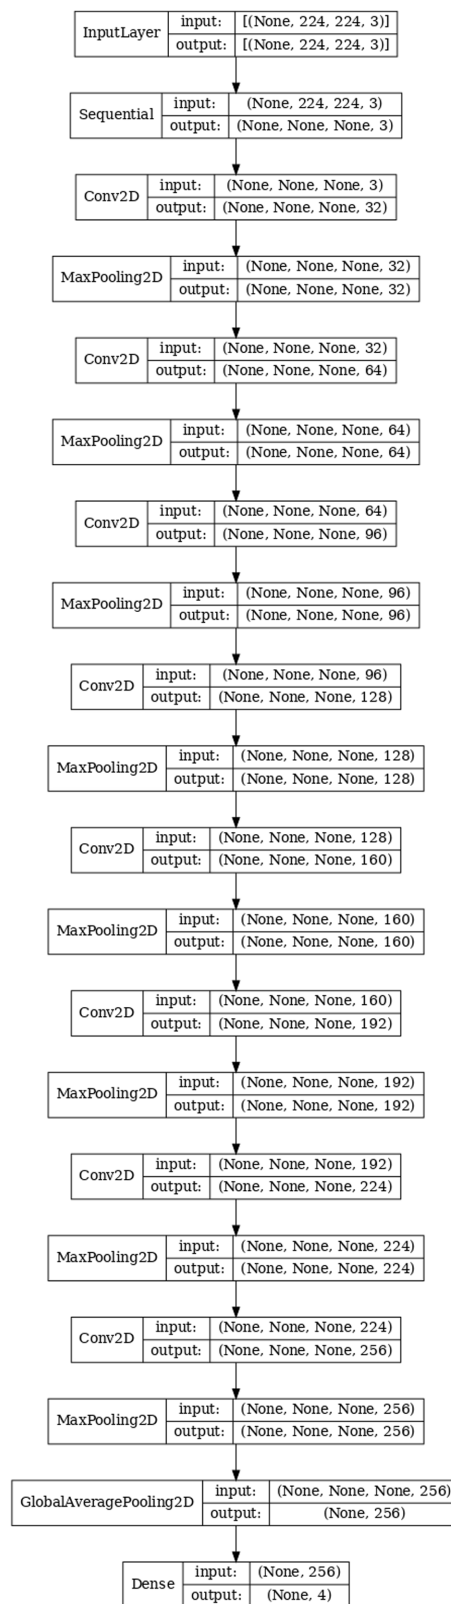 InputLayer
input: [(None, 224, 224, 3)]
output: [(None, 224, 224, 3)]
Sequential
input: (None, 224, 224, 3)
output: (None, None, None, 3)
Conv2D
input: (None, None, None, 3)
output: (None, None, None, 32)
MaxPooling2D
input: (None, None, None, 32)
output: (None, None, None, 32)
Conv2D
input: (None, None, None, 32)
output: (None, None, None, 64)
MaxPooling2D
input: (None, None, None, 64)
output: (None, None, None, 64)
Conv2D
input: (None, None, None, 64)
output: (None, None, None, 96)
MaxPooling2D
input: (None, None, None, 96)
output: (None, None, None, 96)
Conv2D
input: (None, None, None, 96)
output: (None, None, None, 128)
MaxPooling2D
input: (None, None, None, 128)
output: (None, None, None, 128)
Conv2D
input: (None, None, None, 128)
output: (None, None, None, 160)
MaxPooling2D
input: (None, None, None, 160)
output: (None, None, None, 160)
Conv2D
input: (None, None, None, 160)
output: (None, None, None, 192)
MaxPooling2D
input: (None, None, None, 192)
output: (None, None, None, 192)
Conv2D
input: (None, None, None, 192)
output: (None, None, None, 224)
MaxPooling2D
input: (None, None, None, 224)
output: (None, None, None, 224)
Conv2D
input: (None, None, None, 224)
output: (None, None, None, 256)
MaxPooling2D
input: (None, None, None, 256)
output: (None, None, None, 256)
GlobalAveragePooling2D
input: (None, None, None, 256)
output: (None, 256)
Dense
input: (None, 256)
output: (None, 4)